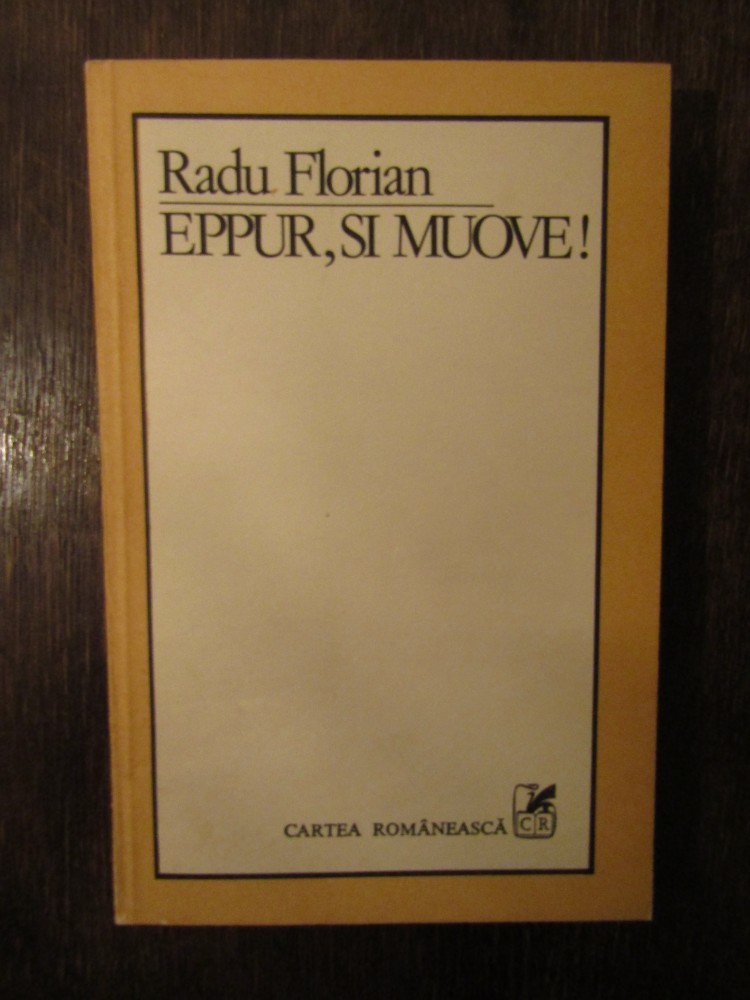 Radu Florian
EPPUR, SI MUOVE!
CARTEA ROMÂNEASCĂ
CR